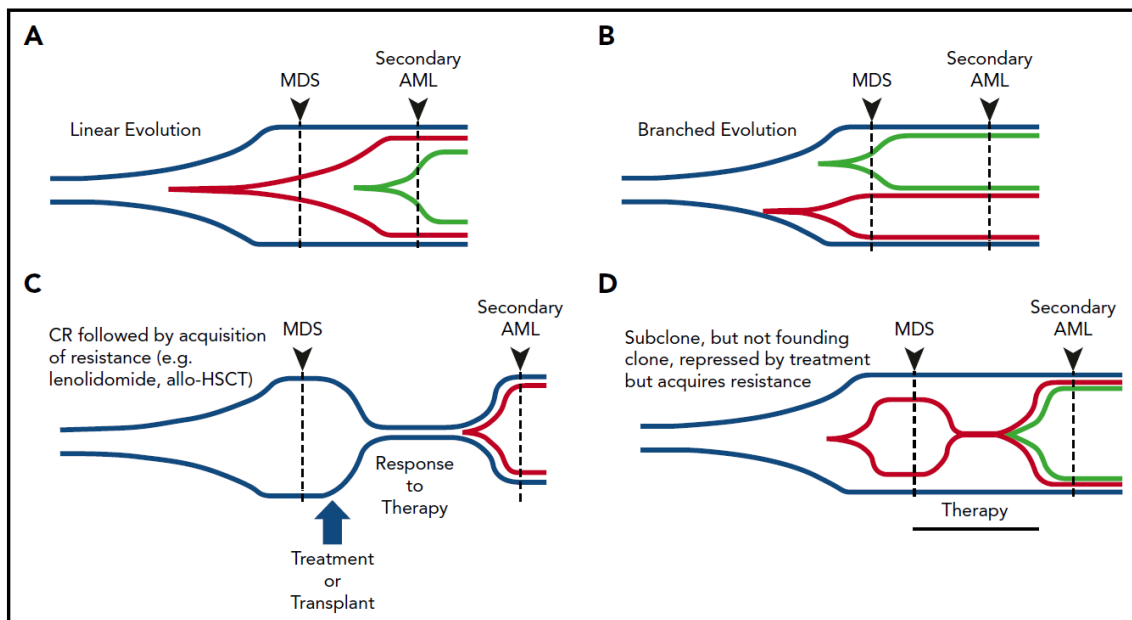 A
MDS
Secondary
AML
Linear Evolution
B
MDS
Secondary
AML
Branched Evolution
C
CR followed by acquisition
of resistance (e.g.
lenolidomide, allo-HSCT)
MDS
Secondary
AML
Response
to
Therapy
Treatment
or
Transplant
D
Subclone, but not founding
clone, repressed by treatment
but acquires resistance
MDS
Secondary
AML
Therapy